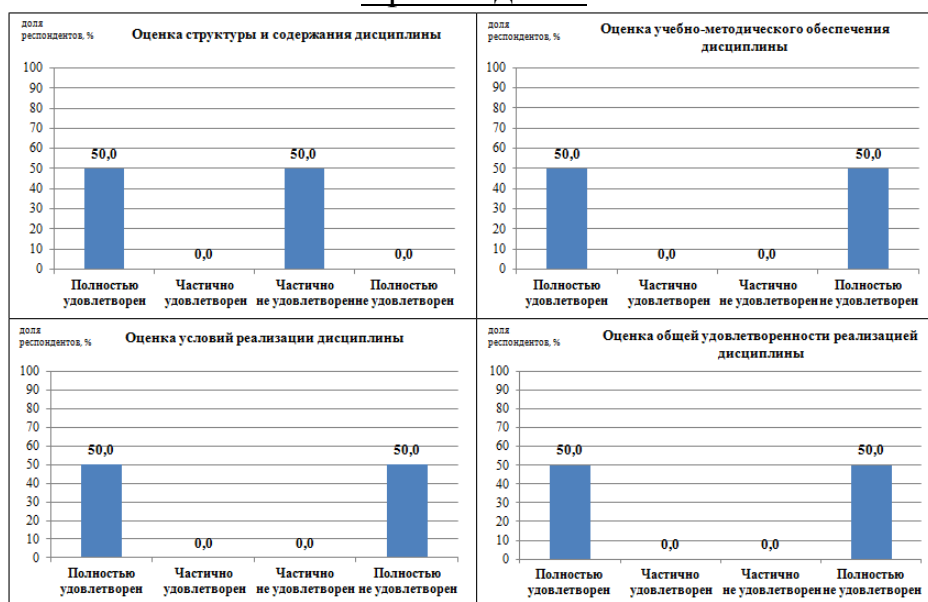 доля
респондентов, %
Оценка структуры и содержания дисциплины
100
90
80
70
60
50
40
30
20
10
0
50,0
0,0
50,0
0,0
Полностью удовлетворен
Частично удовлетворен
Частично не удовлетворен
Полностью не удовлетворен
доля
респондентов, %
Оценка учебно-методического обеспечения
дисциплины
100
90
80
70
60
50
40
30
20
10
0
50,0
0,0
0,0
50,0
Полностью удовлетворен
Частично удовлетворен
Частично не удовлетворен
Полностью не удовлетворен
доля
респондентов, %
Оценка условий реализации дисциплины
100
90
80
70
60
50
40
30
20
10
0
50,0
0,0
0,0
50,0
Полностью удовлетворен
Частично удовлетворен
Частично не удовлетворен
Полностью не удовлетворен
доля
респондентов, %
Оценка общей удовлетворенности реализацией
дисциплины
100
90
80
70
60
50
40
30
20
10
0
50,0
0,0
0,0
50,0
Полностью удовлетворен
Частично удовлетворен
Частично не удовлетворен
Полностью не удовлетворен